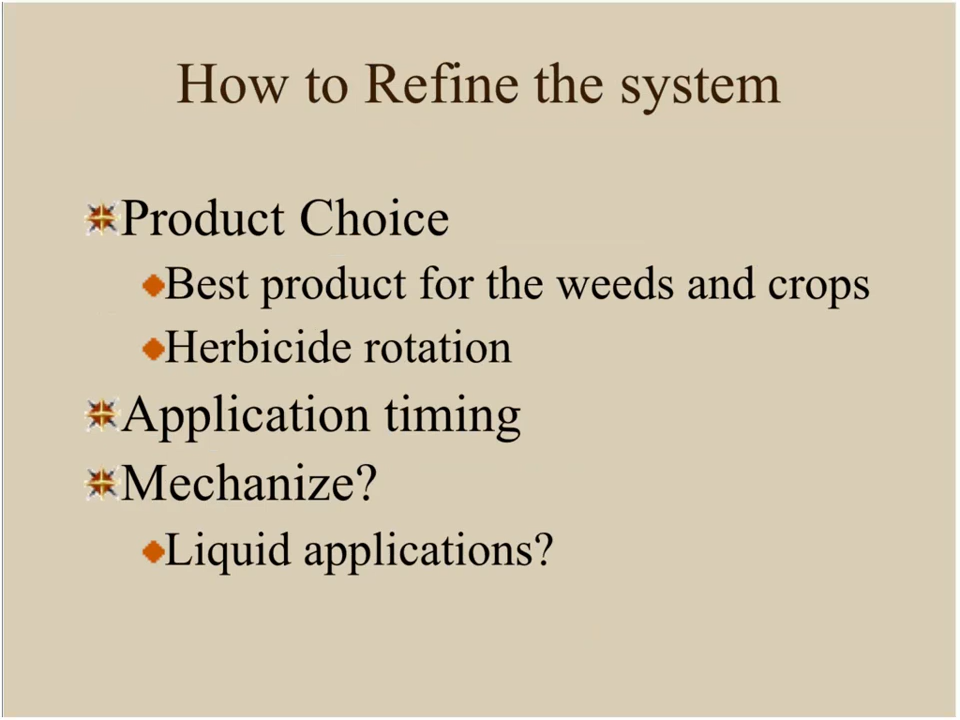 How to Refine the system
Product Choice
Best product for the weeds and crops
Herbicide rotation
Application timing
Mechanize?
Liquid applications?